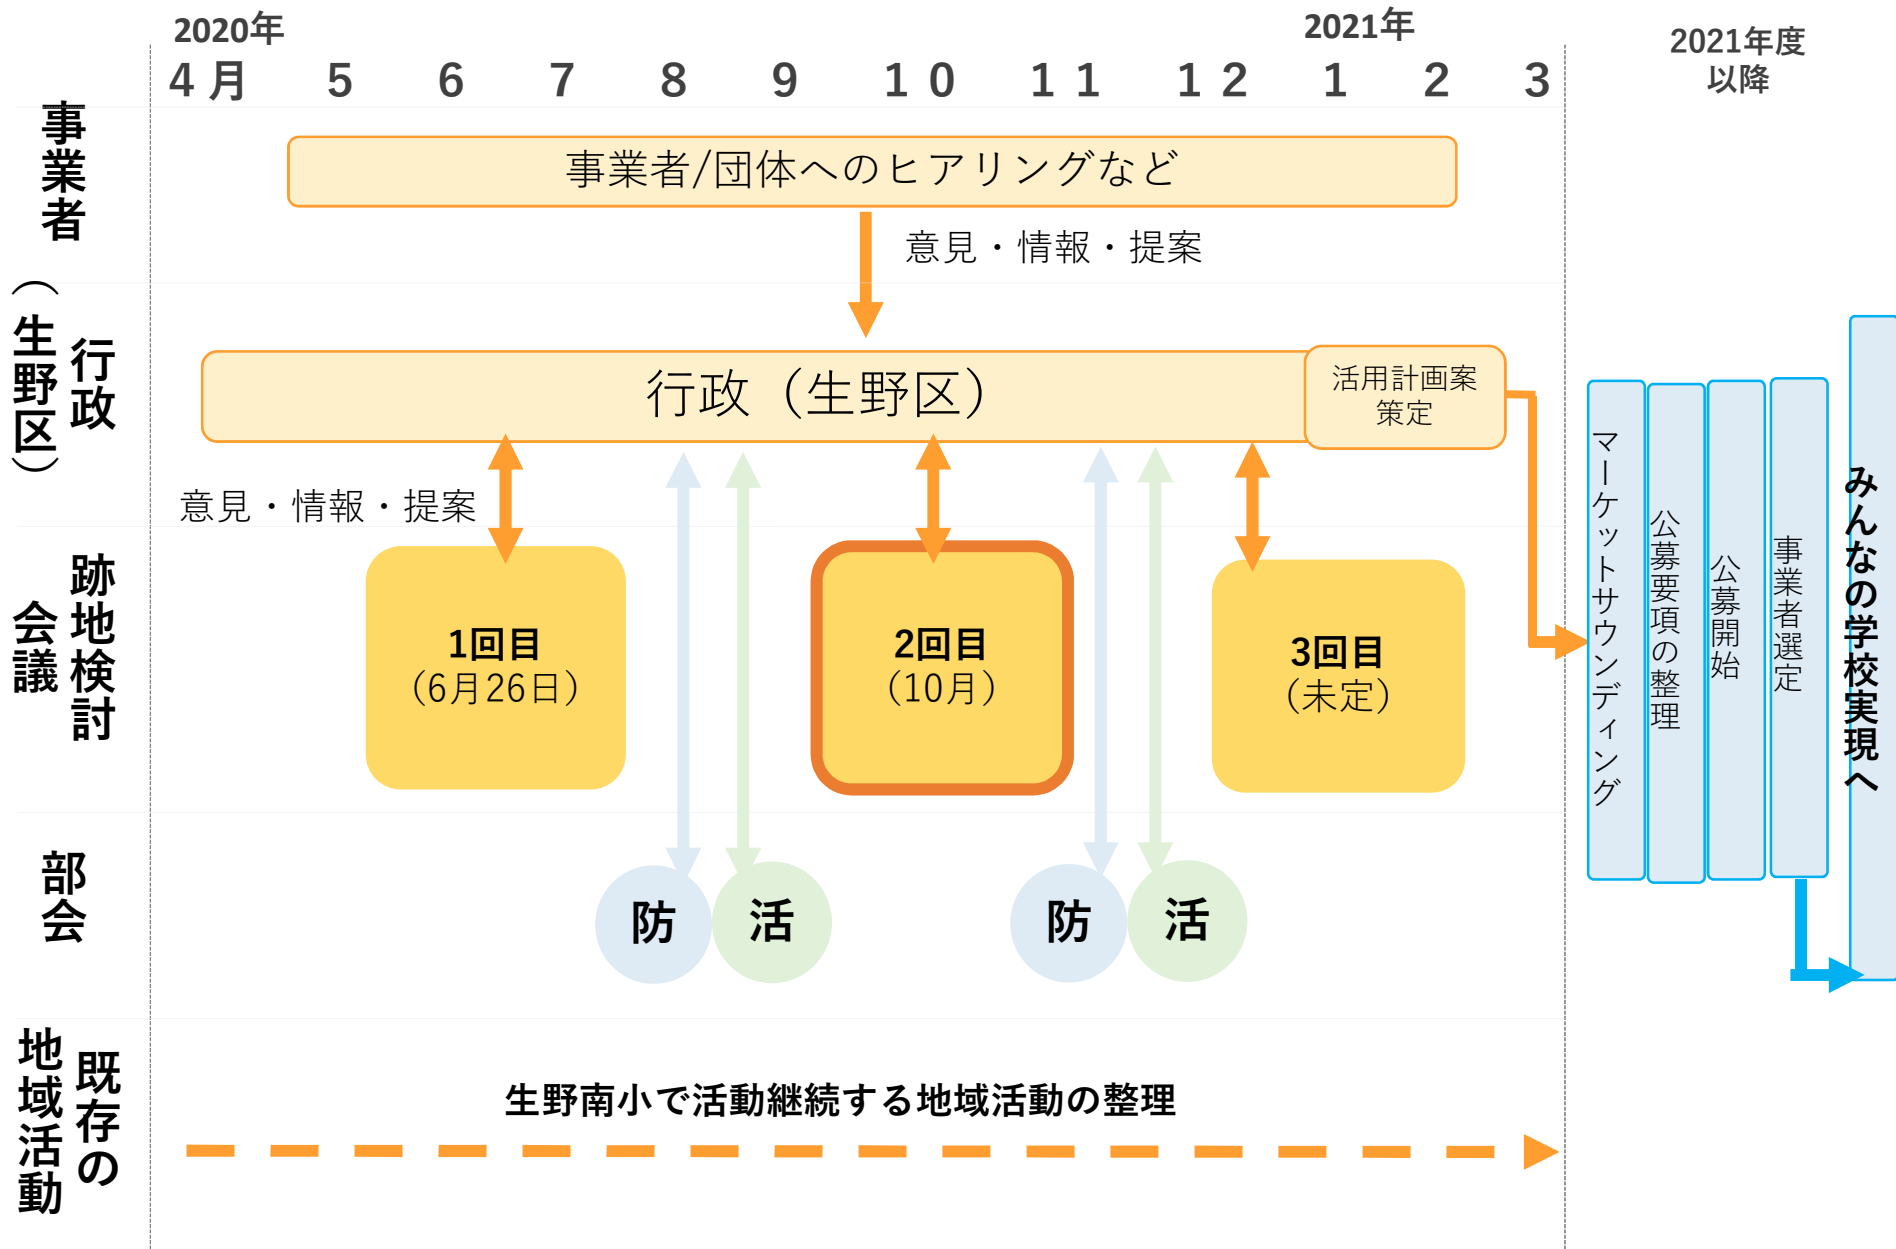 2020年
2021年
2021年度
以降
4月 5 6 7 8 9 10 11 12 1 2 3
事業者
事業者/団体へのヒアリングなど
意見・情報・提案
行政
（生野区）
行政（生野区）
活用計画案
策定
意見・情報・提案
跡地検討
会議
1回目
（6月26日）
2回目
（10月）
3回目
（未定）
部会
防
活
防
活
既存の
地域活動
生野南小で活動継続する地域活動の整理
マーケットサウンディング
公募要項の整理
公募開始
事業者選定
みんなの学校実現へ